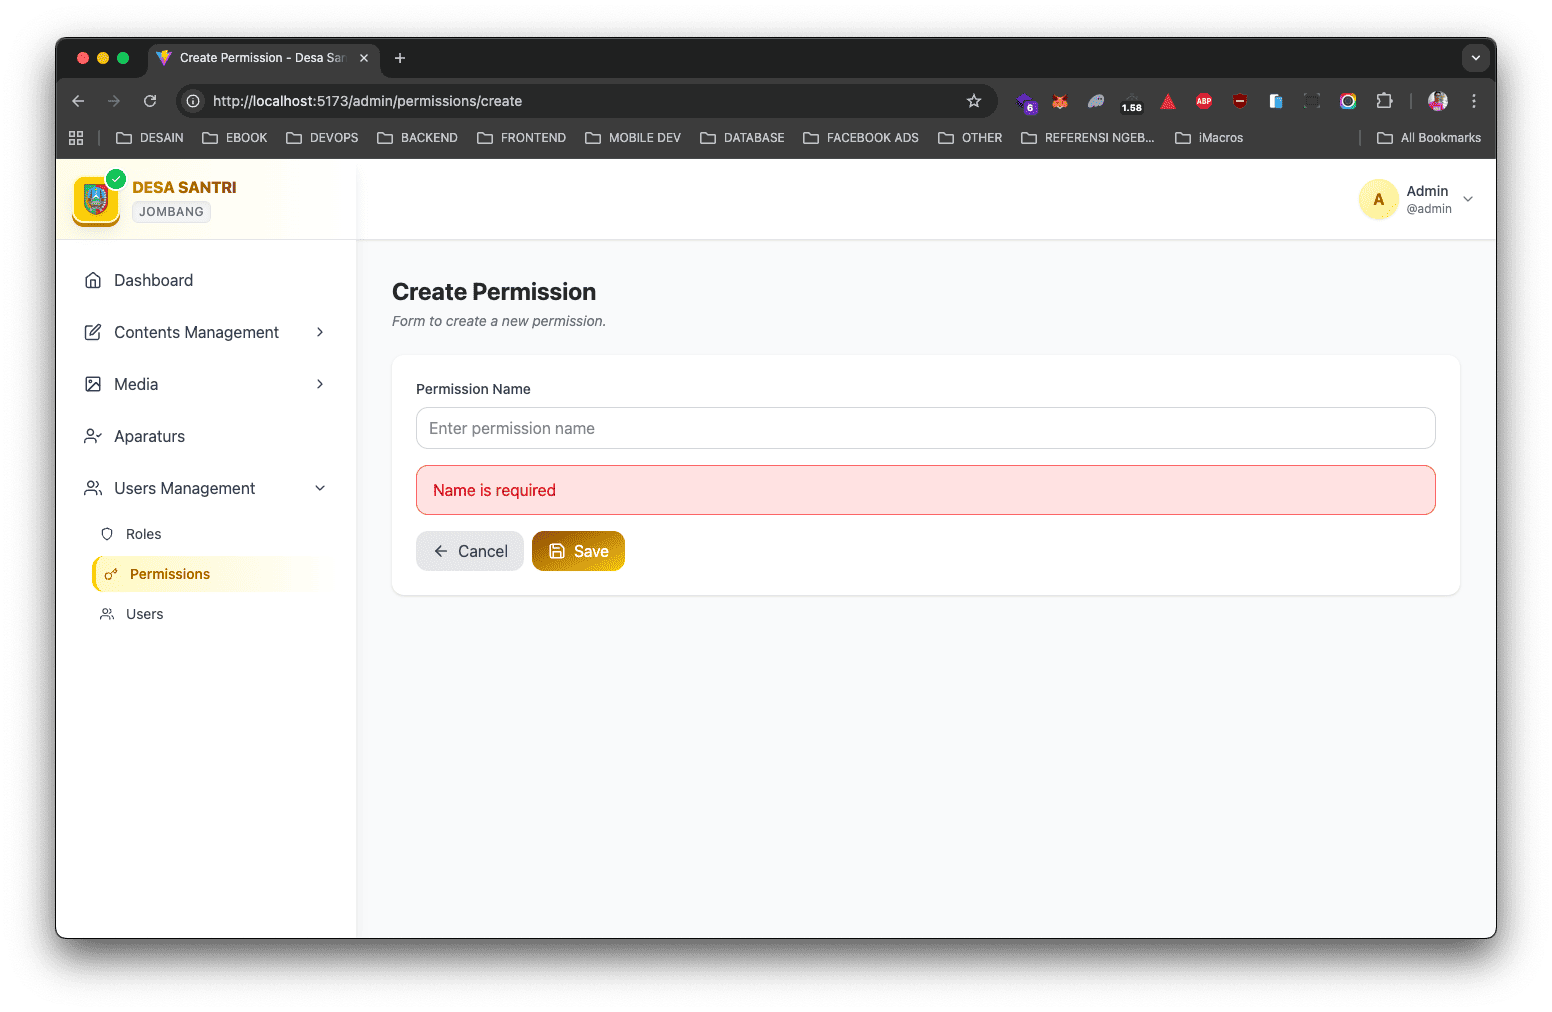 Create Permission - Desa San
http://localhost:5173/admin/permissions/create
6
1.58
ABP
DESAIN
EBOOK
DEVOPS
BACKEND
FRONTEND
MOBILE DEV
DATABASE
FACEBOOK ADS
OTHER
REFERENSI NGEB...
iMacros
All Bookmarks
DESA SANTRI
JOMBANG
A
Admin
@admin
Dashboard
Contents Management
Media
Aparaturs
Users Management
Roles
Permissions
Users
Create Permission
Form to create a new permission.
Permission Name
Enter permission name
Name is required
Cancel
Save